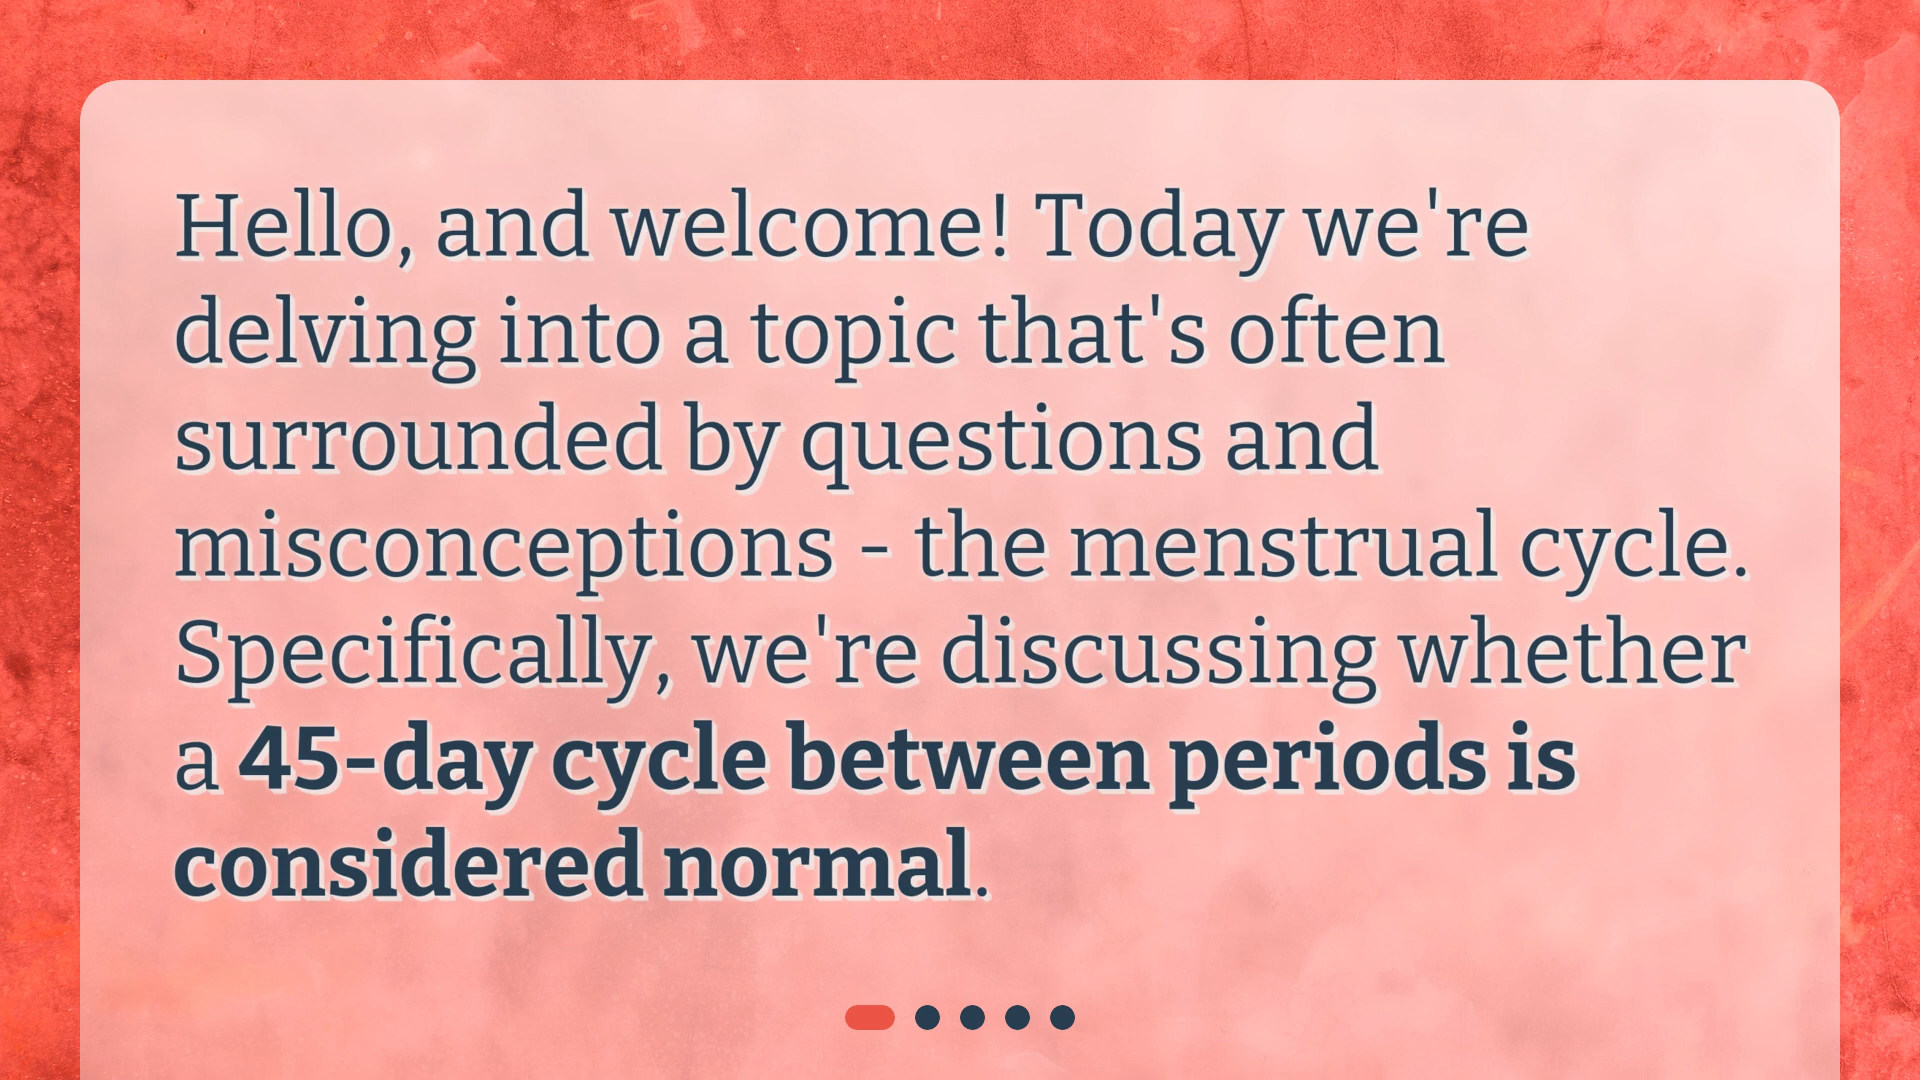 Hello, and welcome! Today we're
delving into a topic that's often
surrounded by questions and
misconceptions - the menstrual cycle.
Specifically, we're discussing whether
a 45-day cycle between periods is
considered normal.